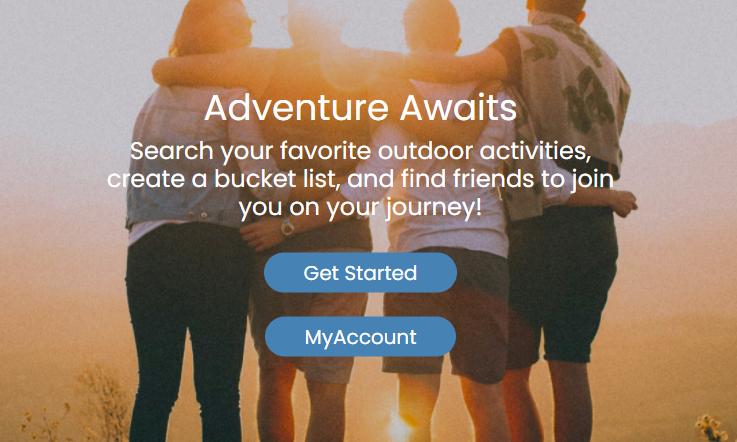 Adventure Awaits
Search your favorite outdoor activities,
create a bucket list, and find friends to join
you on your journey!
Get Started
MyAccount